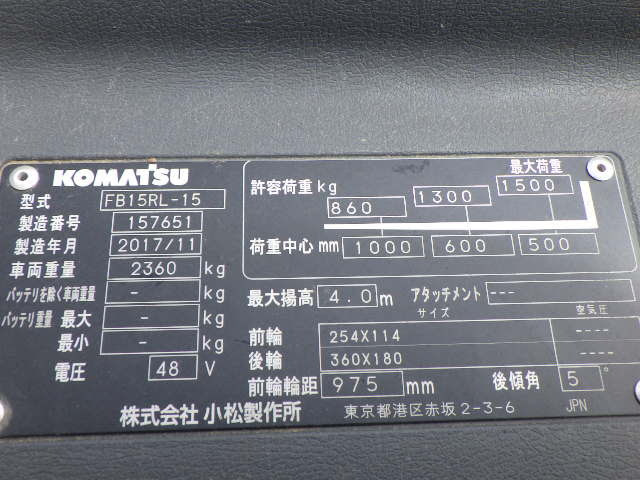 KOMATSU
型式 FB15RL-15
製造番号 157651
製造年月 2017/11
車両重量 2360 kg
バッテリを除く車両重量 - kg
バッテリ重量 最大 - kg
最小 - kg
電圧 48 V
最大荷重
許容荷重 kg 860 1300 1500
荷重中心 mm 1000 600 500
最大揚高 4.0 m アタッチメント ---
サイズ 空気圧
前輪 254X114 ----
後輪 360X180 ----
前輪輪距 975 mm 後傾角 5 °
株式会社 小松製作所 東京都港区赤坂 2-3-6 JPN